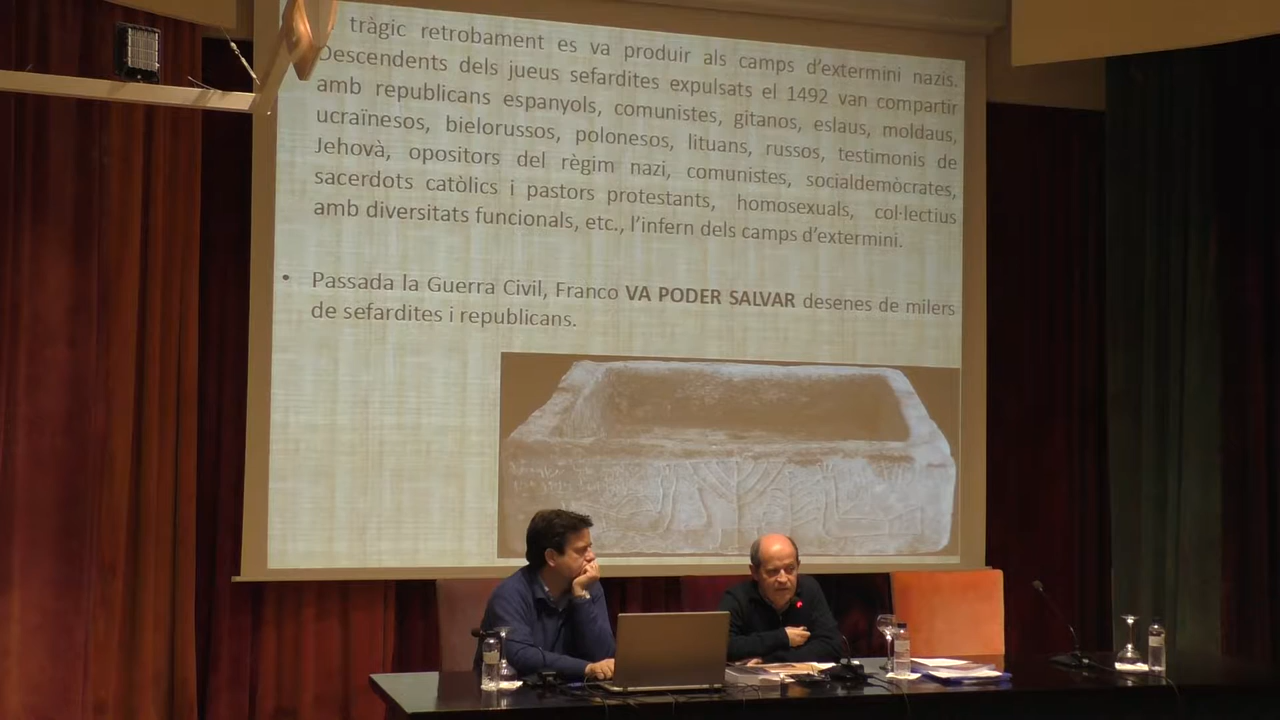 tràgic retrobament es va produir als camps d'extermini nazis.
Descendents dels jueus sefardites expulsats el 1492 van compartir
amb republicans espanyols, comunistes, gitanos, eslaus, moldaus,
ucraïnesos, bielorussos, polonesos, lituans, russos, testimonis de
Jehovà, opositors del règim nazi, comunistes, socialdemòcrates,
sacerdots catòlics i pastors protestants, homosexuals, col·lectius
amb diversitats funcionals, etc., l'infern dels camps d'extermini.
• Passada la Guerra Civil, Franco VA PODER SALVAR desenes de milers
de sefardites i republicans.